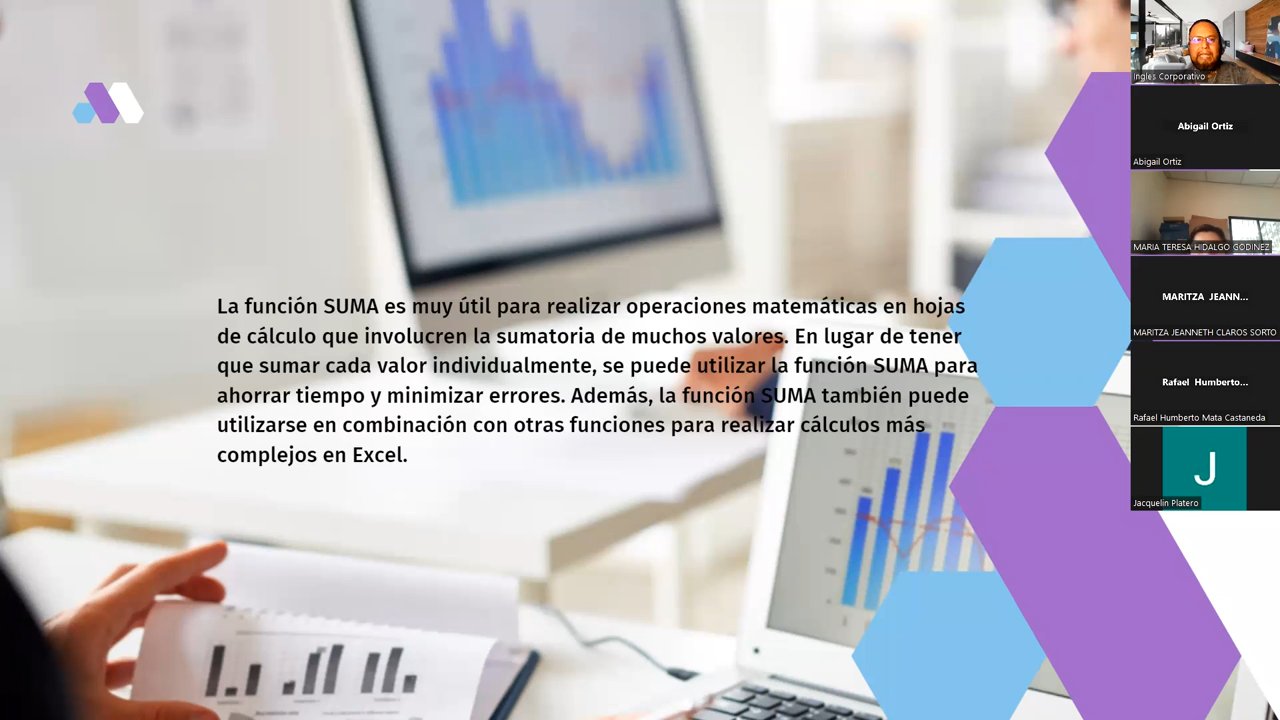 La función SUMA es muy útil para realizar operaciones matemáticas en hojas
de cálculo que involucren la sumatoria de muchos valores. En lugar de tener
que sumar cada valor individualmente, se puede utilizar la función SUMA para
ahorrar tiempo y minimizar errores. Además, la función SUMA también puede
utilizarse en combinación con otras funciones para realizar cálculos más
complejos en Excel.
Ingles Corporativo
Abigail Ortiz
Abigail Ortiz
MARIA TERESA HIDALGO GODINEZ
MARITZA JEANN...
MARITZA JEANNETH CLAROS SORTO
Rafael Humberto...
Rafael Humberto Mata Castaneda
J
Jacquelin Platero